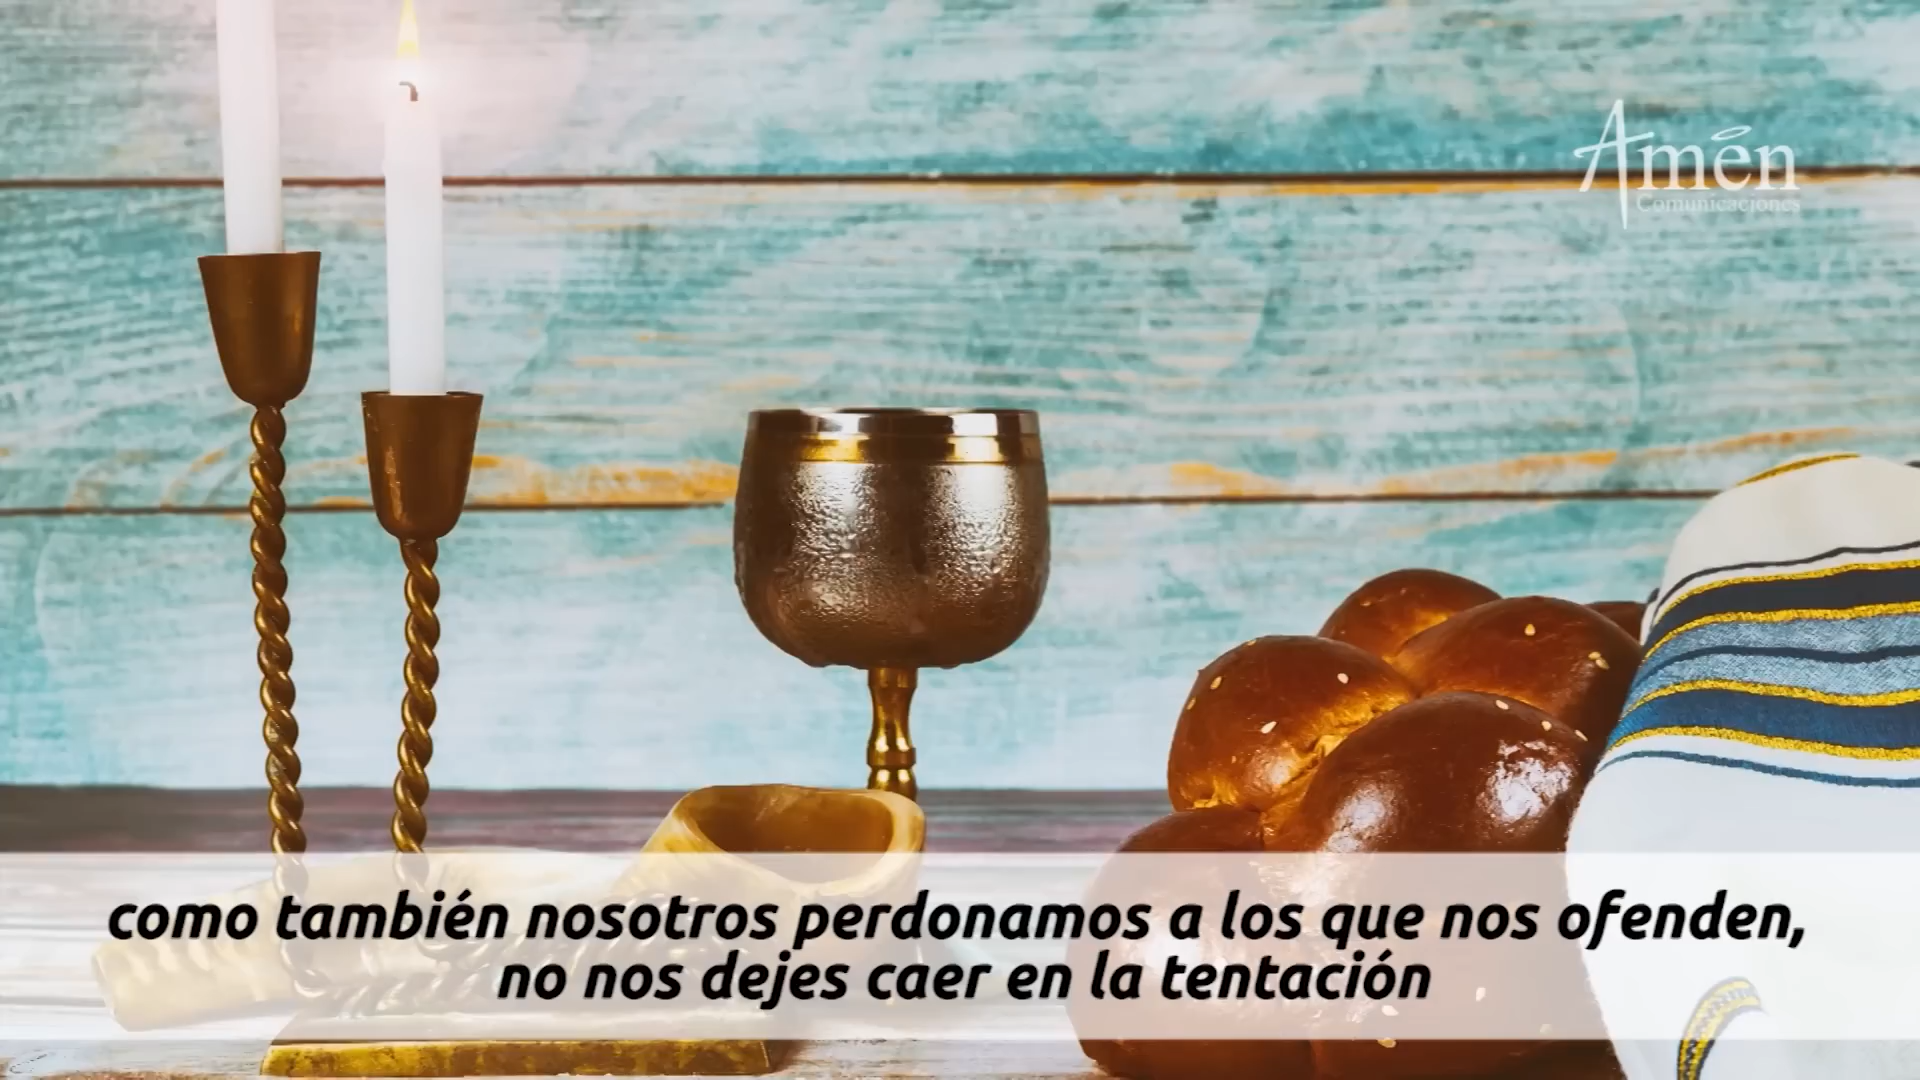 Amén
Comunicaciones
como también nosotros perdonamos a los que nos ofenden,
no nos dejes caer en la tentación